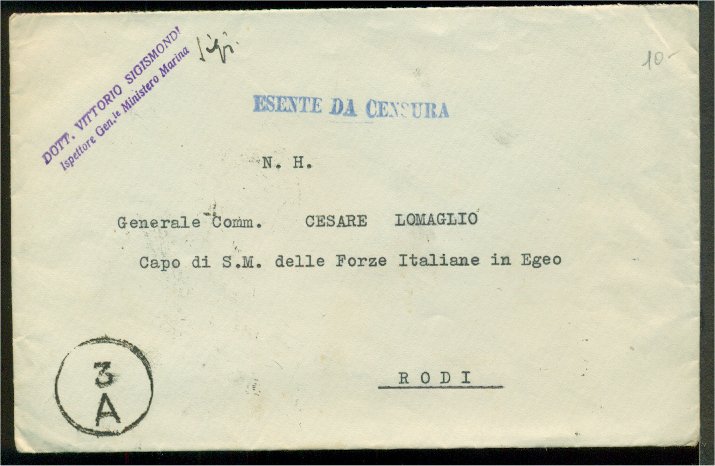 DOTT. VITTORIO SIGISMONDI
Ispettore Gen.le Ministero Marina
10-
ESENTE DA CENSURA
N. H.
Generale Comm. CESARE LOMAGLIO
Capo di S.M. delle Forze Italiane in Egeo
RODI
3
A